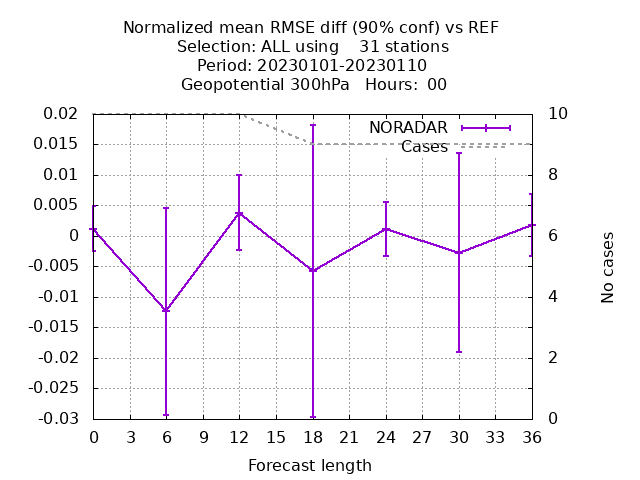 Normalized mean RMSE diff (90% conf) vs REF
Selection: ALL using    31 stations
Period: 20230101-20230110
Geopotential 300hPa   Hours:  00
0.02
0.015
0.01
0.005
0
-0.005
-0.01
-0.015
-0.02
-0.025
-0.03
NORADAR
Cases
10
8
6
4
2
0
No cases
0 3 6 9 12 15 18 21 24 27 30 33 36
Forecast length